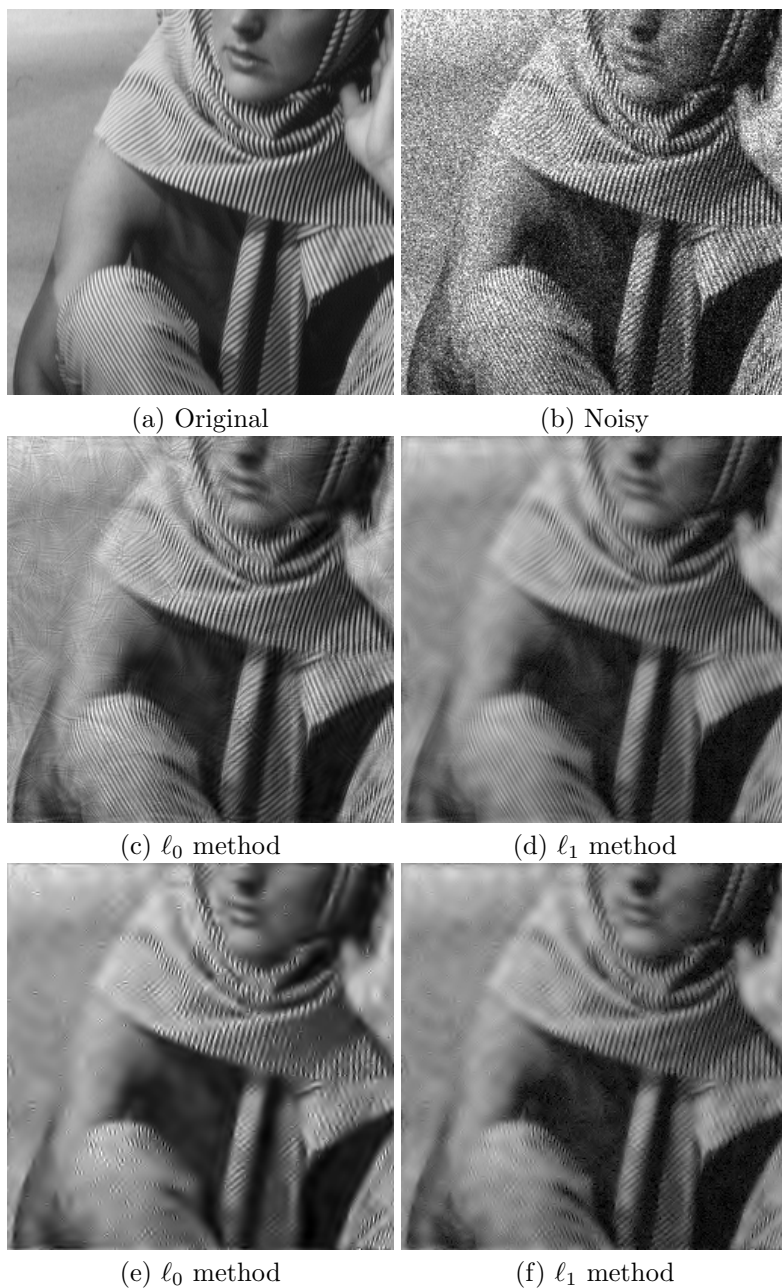 (a) Original
(b) Noisy
(c) ℓ₀ method
(d) ℓ₁ method
(e) ℓ₀ method
(f) ℓ₁ method